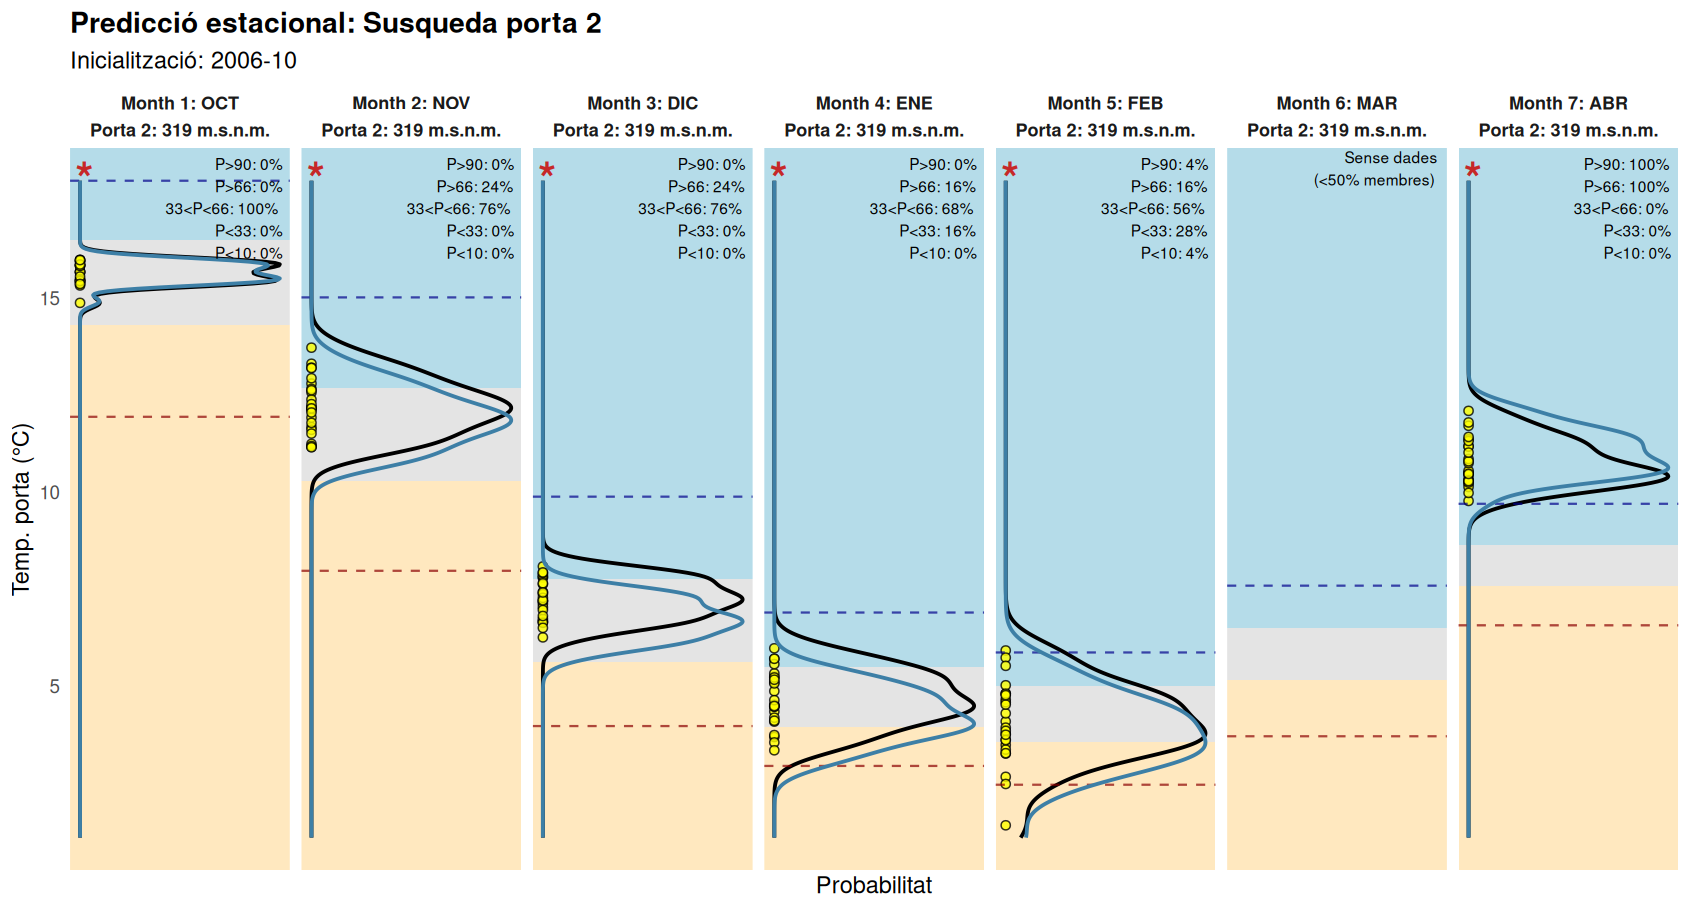 Predicció estacional: Susqueda porta 2
Inicialització: 2006-10
Month 1: OCT
Porta 2: 319 m.s.n.m.
Month 2: NOV
Porta 2: 319 m.s.n.m.
Month 3: DIC
Porta 2: 319 m.s.n.m.
Month 4: ENE
Porta 2: 319 m.s.n.m.
Month 5: FEB
Porta 2: 319 m.s.n.m.
Month 6: MAR
Porta 2: 319 m.s.n.m.
Month 7: ABR
Porta 2: 319 m.s.n.m.
*
P>90: 0%
P>66: 0%
33<P<66: 100%
P<33: 0%
P<10: 0%
*
P>90: 0%
P>66: 24%
33<P<66: 76%
P<33: 0%
P<10: 0%
*
P>90: 0%
P>66: 24%
33<P<66: 76%
P<33: 0%
P<10: 0%
*
P>90: 0%
P>66: 16%
33<P<66: 68%
P<33: 16%
P<10: 0%
*
P>90: 4%
P>66: 16%
33<P<66: 56%
P<33: 28%
P<10: 4%
Sense dades
(<50% membres)
*
P>90: 100%
P>66: 100%
33<P<66: 0%
P<33: 0%
P<10: 0%
15
10
5
Temp. porta (°C)
Probabilitat